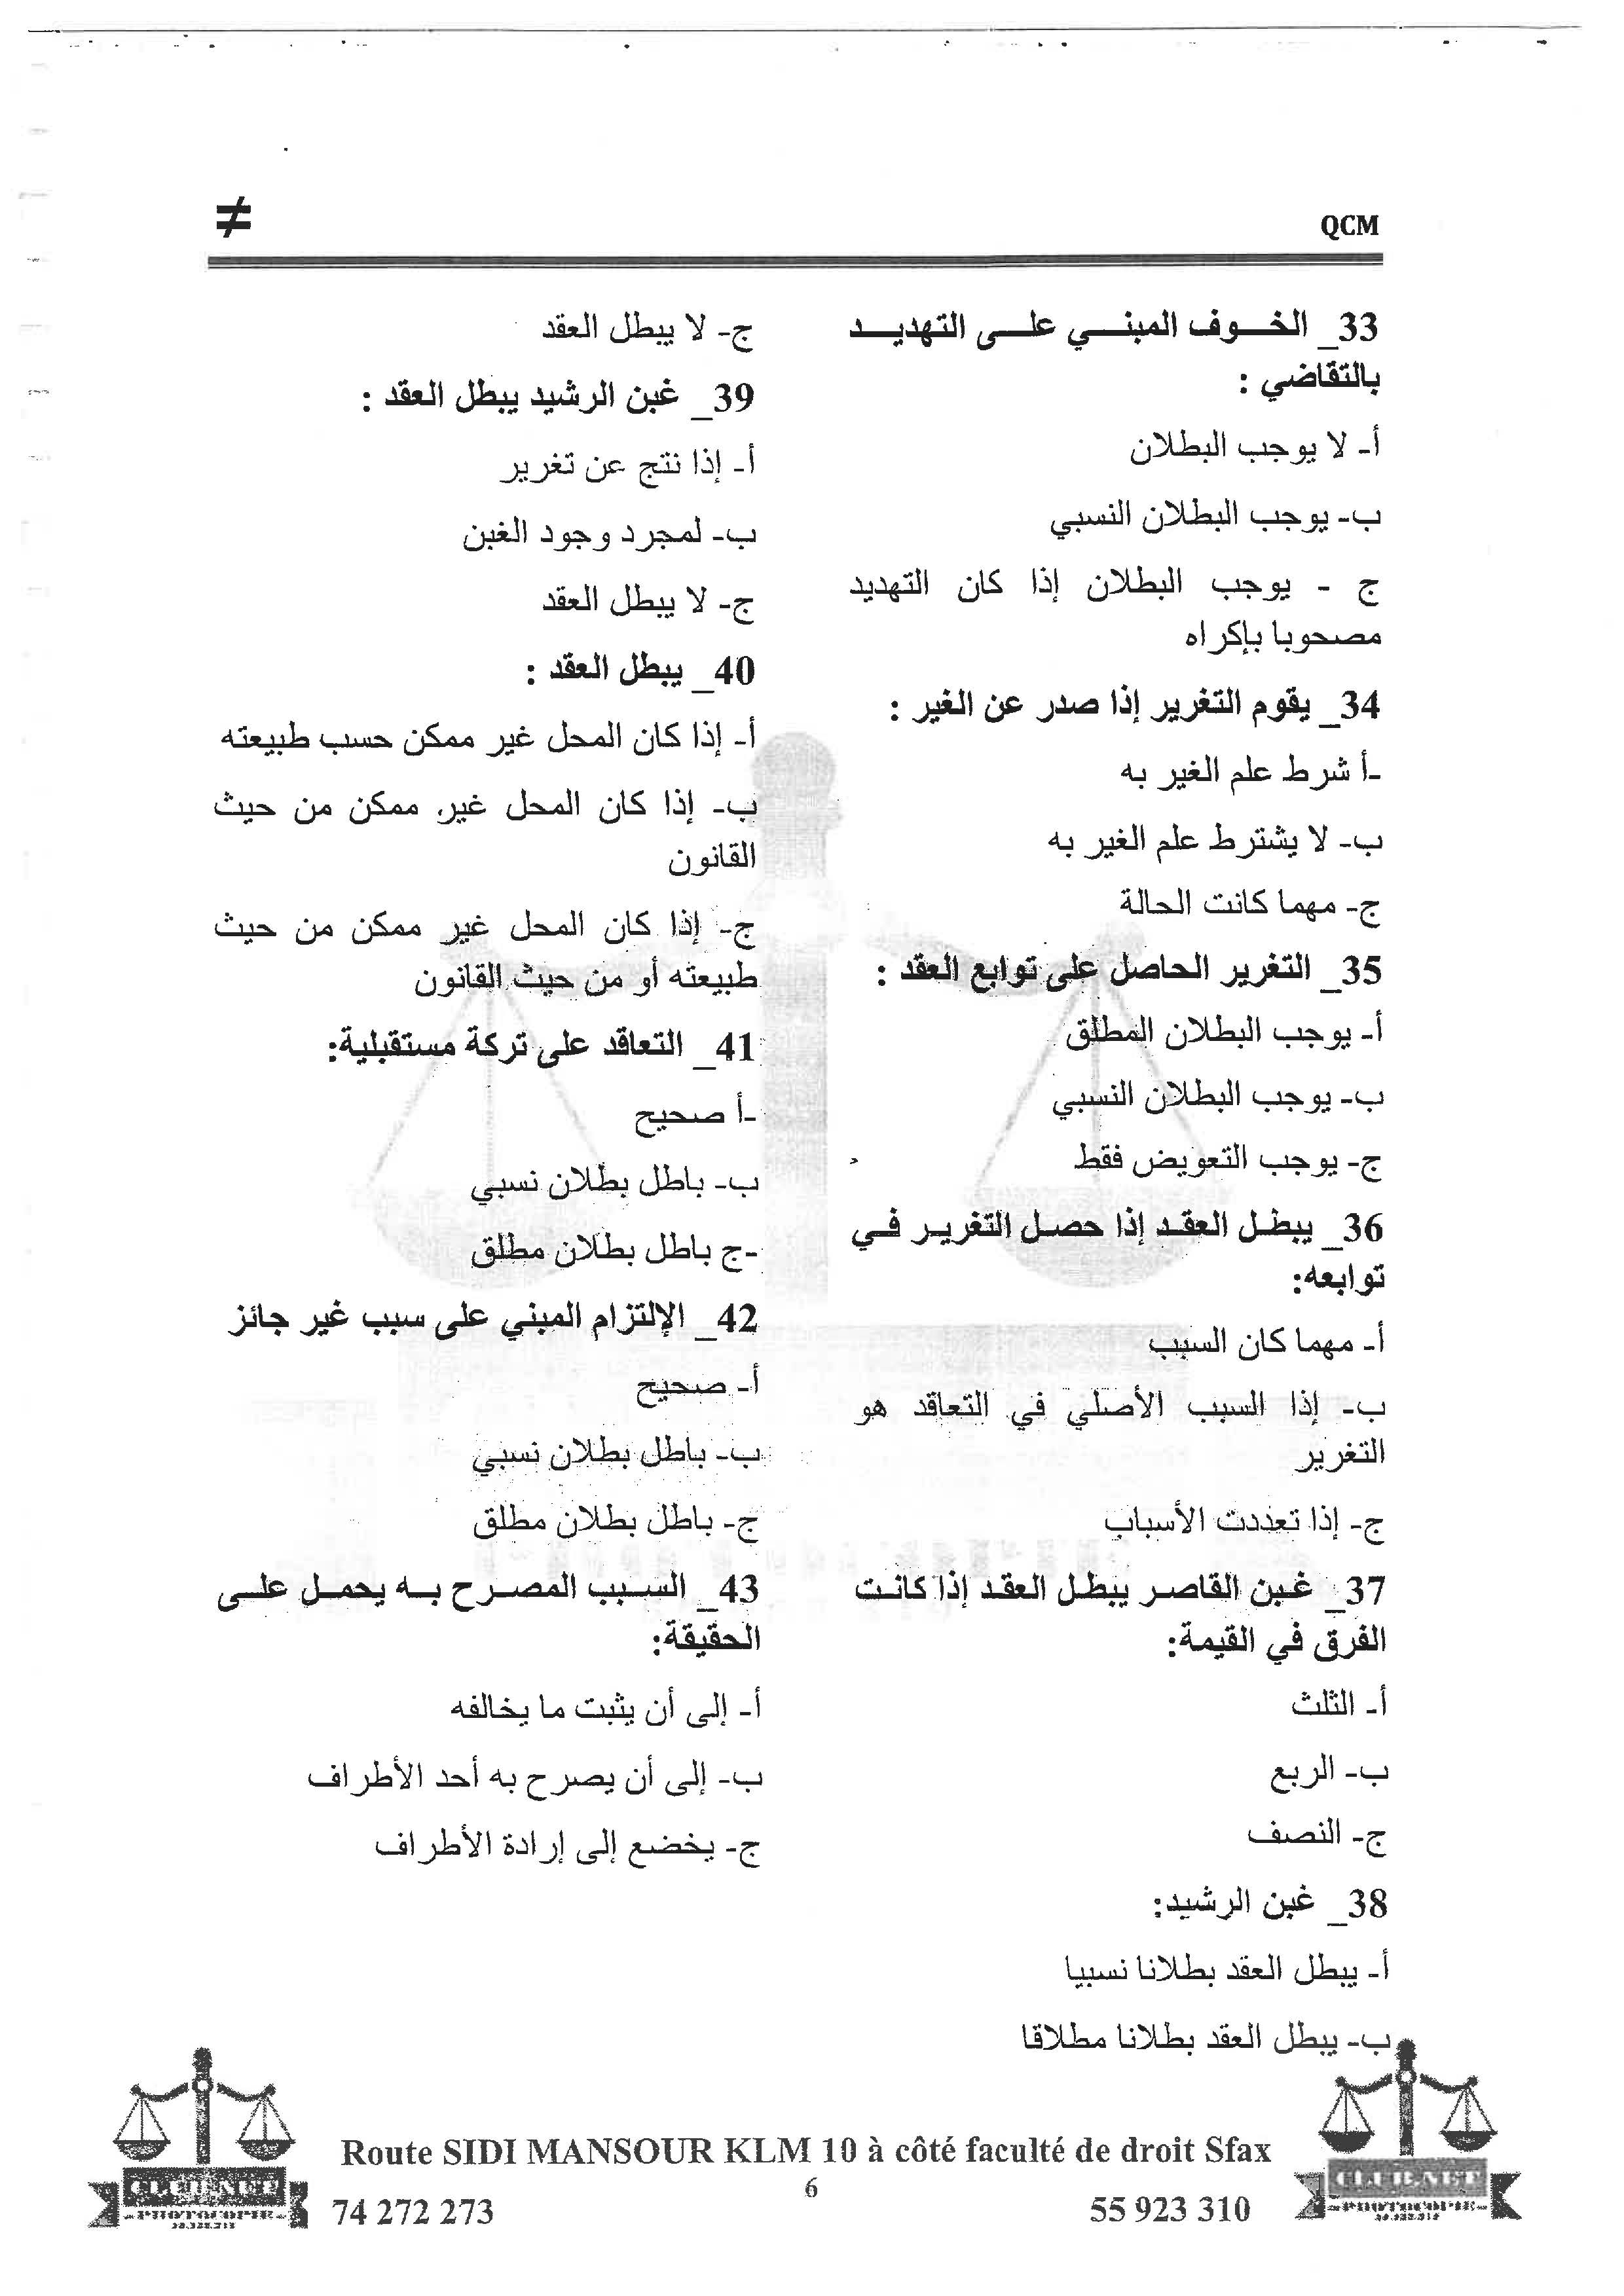 ≠
QCM
33_ الخوف المبني على التهديد
بالتقاضي :
أ- لا يوجب البطلان
ب- يوجب البطلان النسبي
ج - يوجب البطلان إذا كان التهديد
مصحوبا بإكراه
34_ يقوم التغرير إذا صدر عن الغير :
-أ شرط علم الغير به
ب- لا يشترط علم الغير به
ج- مهما كانت الحالة
35_ التغرير الحاصل على توابع العقد :
أ- يوجب البطلان المطلق
ب- يوجب البطلان النسبي
ج- يوجب التعويض فقط
36_ يبطل العقد إذا حصل التغرير في
توابعه:
أ- مهما كان السبب
ب- إذا السبب الأصلي في التعاقد هو
التغرير
ج- إذا تعددت الأسباب
37_ غبن القاصر يبطل العقد إذا كانت
الفرق في القيمة:
أ- الثلث
ب- الربع
ج- النصف
38_ غبن الرشيد:
أ- يبطل العقد بطلانا نسبيا
ب- يبطل العقد بطلانا مطلاقا
ج- لا يبطل العقد
39_ غبن الرشيد يبطل العقد :
أ- إذا نتج عن تغرير
ب- لمجرد وجود الغبن
ج- لا يبطل العقد
40_ يبطل العقد :
أ- إذا كان المحل غير ممكن حسب طبيعته
ب- إذا كان المحل غير ممكن من حيث
القانون
ج- إذا كان المحل غير ممكن من حيث
طبيعته أو من حيث القانون
41_ التعاقد على تركة مستقبلية:
-أ صحيح
ب- باطل بطلان نسبي
-ج باطل بطلان مطلق
42_ الإلتزام المبني على سبب غير جائز
أ- صحيح
ب- باطل بطلان نسبي
ج- باطل بطلان مطلق
43_ السبب المصرح به يحمل على
الحقيقة:
أ- إلى أن يثبت ما يخالفه
ب- إلى أن يصرح به أحد الأطراف
ج- يخضع إلى إرادة الأطراف
Route SIDI MANSOUR KLM 10 à côté faculté de droit Sfax
6
74 272 273
55 923 310
CLUB.NET
PHOTOCOPIE
CLUB.NET
PHOTOCOPIE